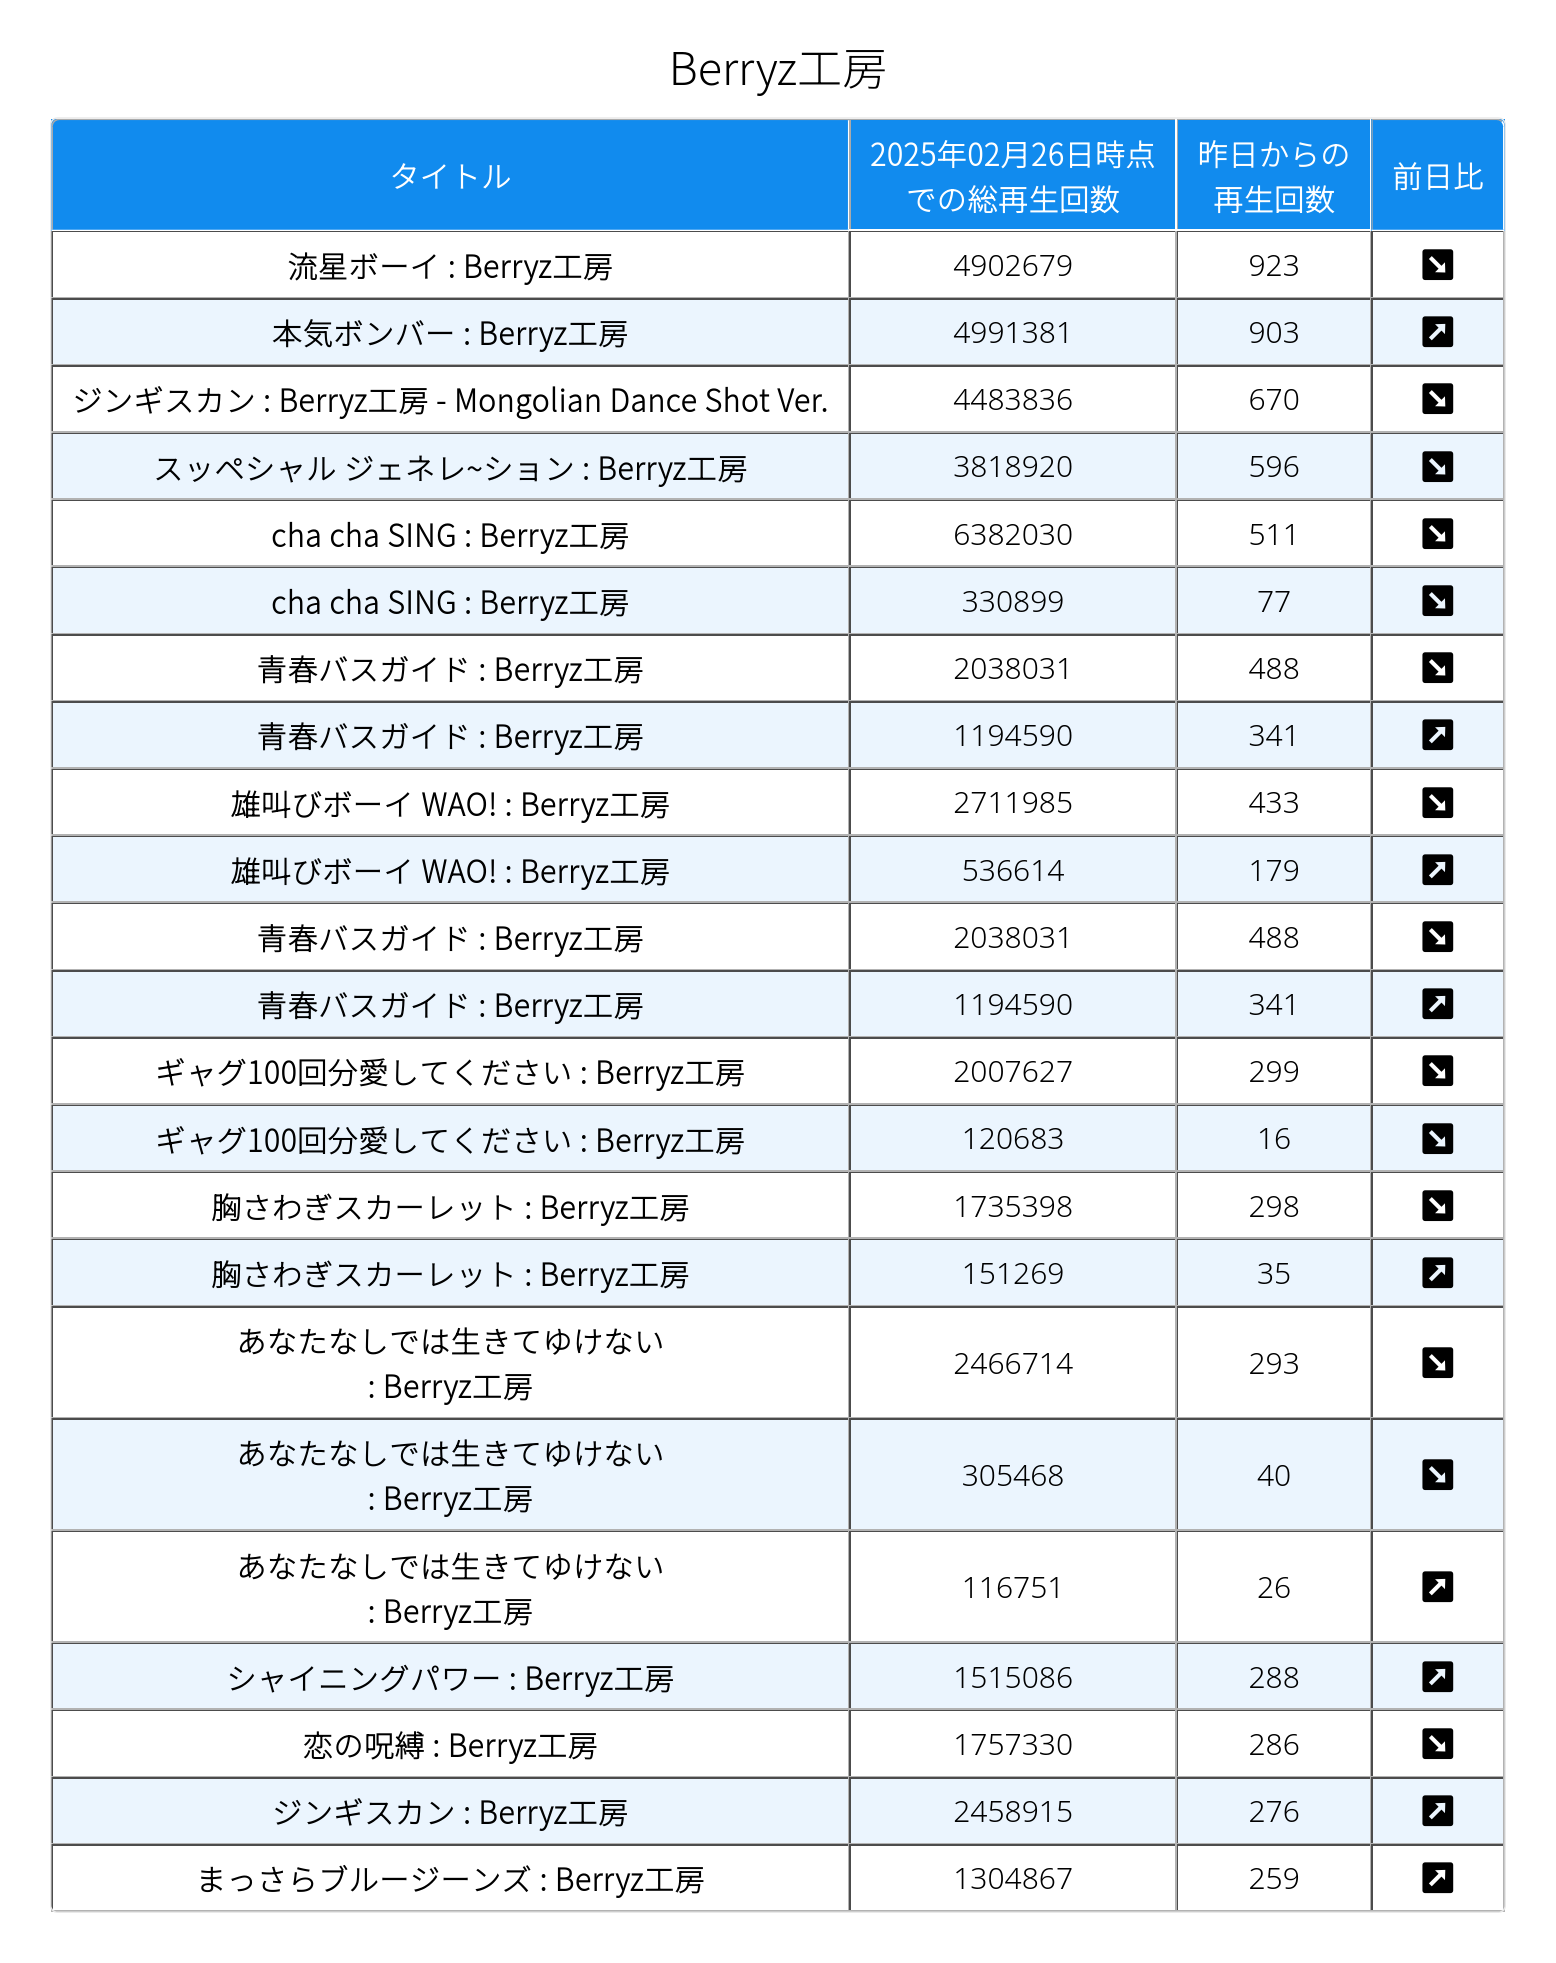 Berryz工房
タイトル 2025年02月26日時点 昨日からの 前日比
での総再生回数 再生回数
流星ボーイ : Berryz工房 4902679 923
本気ボンバー : Berryz工房 4991381 903
ジンギスカン : Berryz工房 - Mongolian Dance Shot Ver. 4483836 670
スッペシャル ジェネレ~ション : Berryz工房 3818920 596
cha cha SING : Berryz工房 6382030 511
cha cha SING : Berryz工房 330899 77
青春バスガイド : Berryz工房 2038031 488
青春バスガイド : Berryz工房 1194590 341
雄叫びボーイ WAO! : Berryz工房 2711985 433
雄叫びボーイ WAO! : Berryz工房 536614 179
青春バスガイド : Berryz工房 2038031 488
青春バスガイド : Berryz工房 1194590 341
ギャグ100回分愛してください : Berryz工房 2007627 299
ギャグ100回分愛してください : Berryz工房 120683 16
胸さわぎスカーレット : Berryz工房 1735398 298
胸さわぎスカーレット : Berryz工房 151269 35
あなたなしでは生きてゆけない
: Berryz工房 2466714 293
あなたなしでは生きてゆけない
: Berryz工房 305468 40
あなたなしでは生きてゆけない
: Berryz工房 116751 26
シャイニングパワー : Berryz工房 1515086 288
恋の呪縛 : Berryz工房 1757330 286
ジンギスカン : Berryz工房 2458915 276
まっさらブルージーンズ : Berryz工房 1304867 259